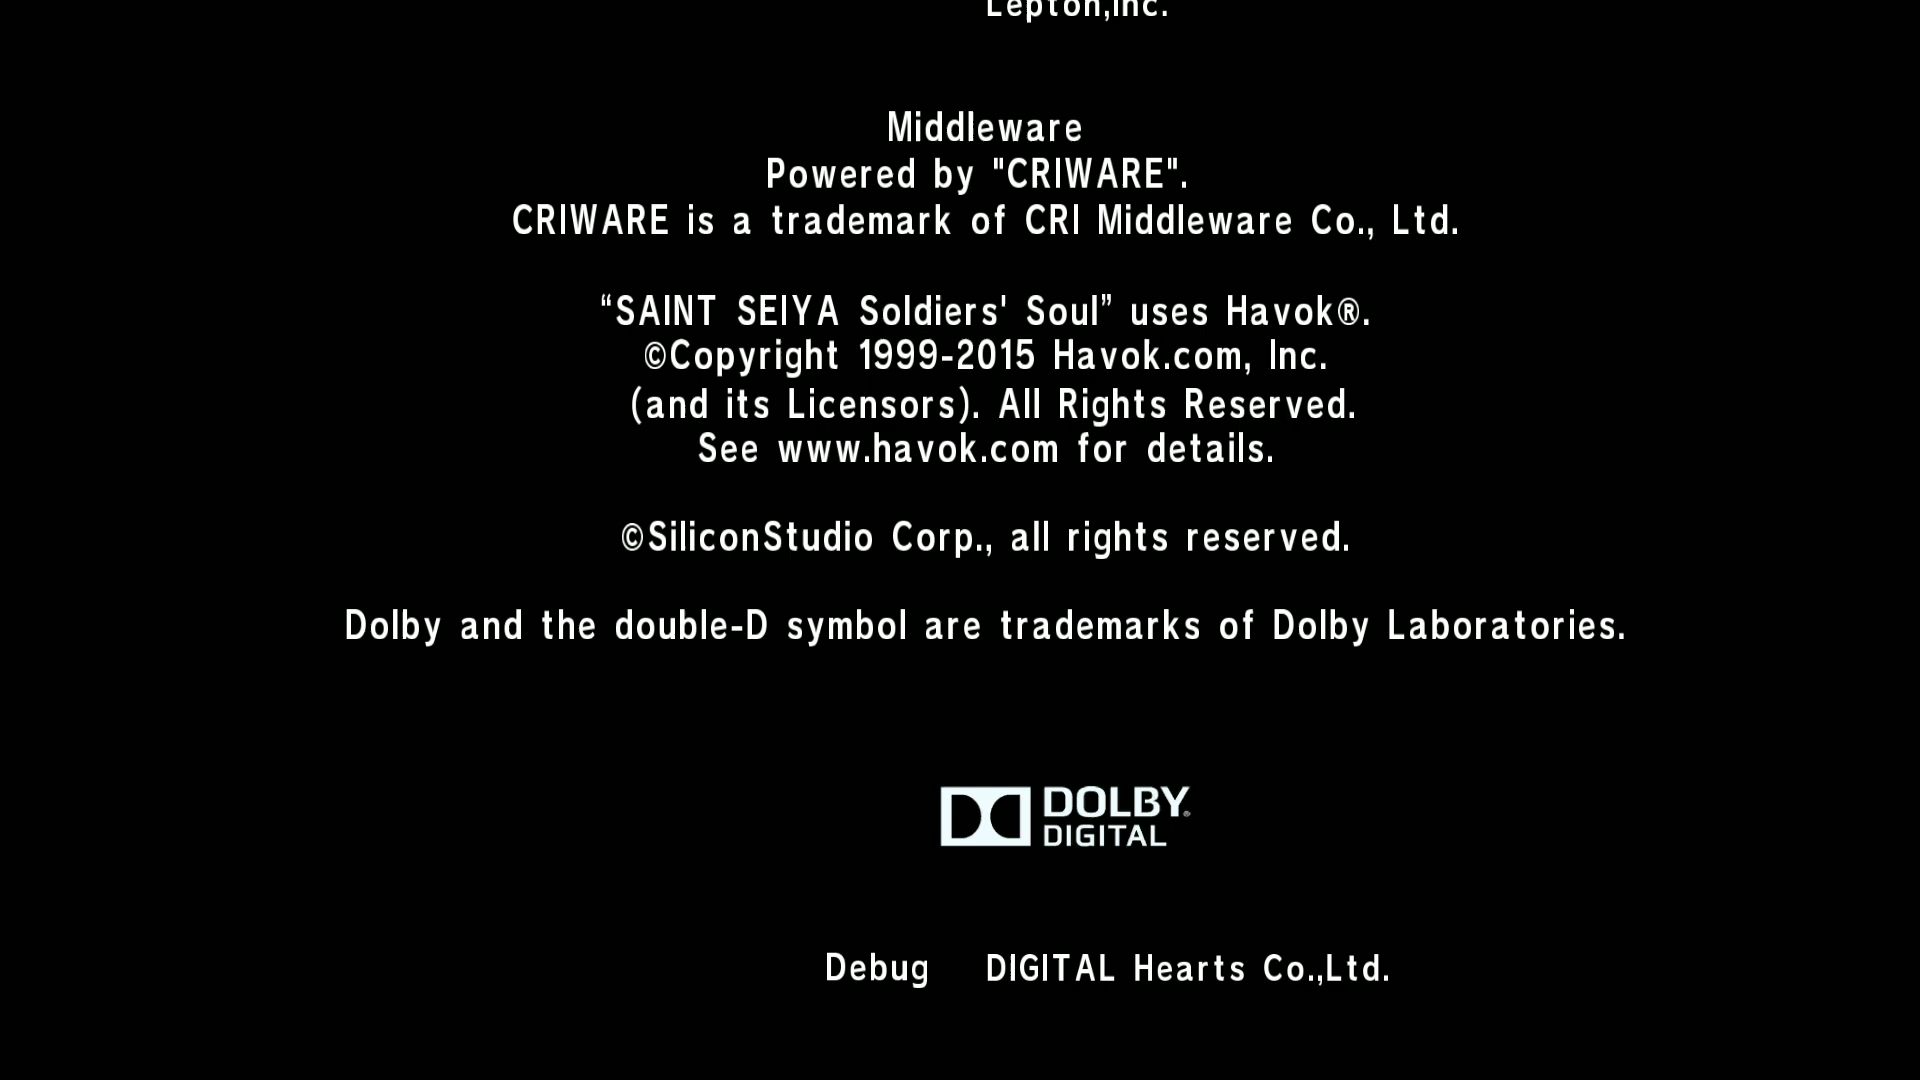 Lepton,Inc.
Middleware
Powered by "CRIWARE".
CRIWARE is a trademark of CRI Middleware Co., Ltd.
“SAINT SEIYA Soldiers' Soul” uses Havok®.
©Copyright 1999-2015 Havok.com, Inc.
(and its Licensors). All Rights Reserved.
See www.havok.com for details.
©SiliconStudio Corp., all rights reserved.
Dolby and the double-D symbol are trademarks of Dolby Laboratories.
DOLBY®
DIGITAL
Debug DIGITAL Hearts Co.,Ltd.